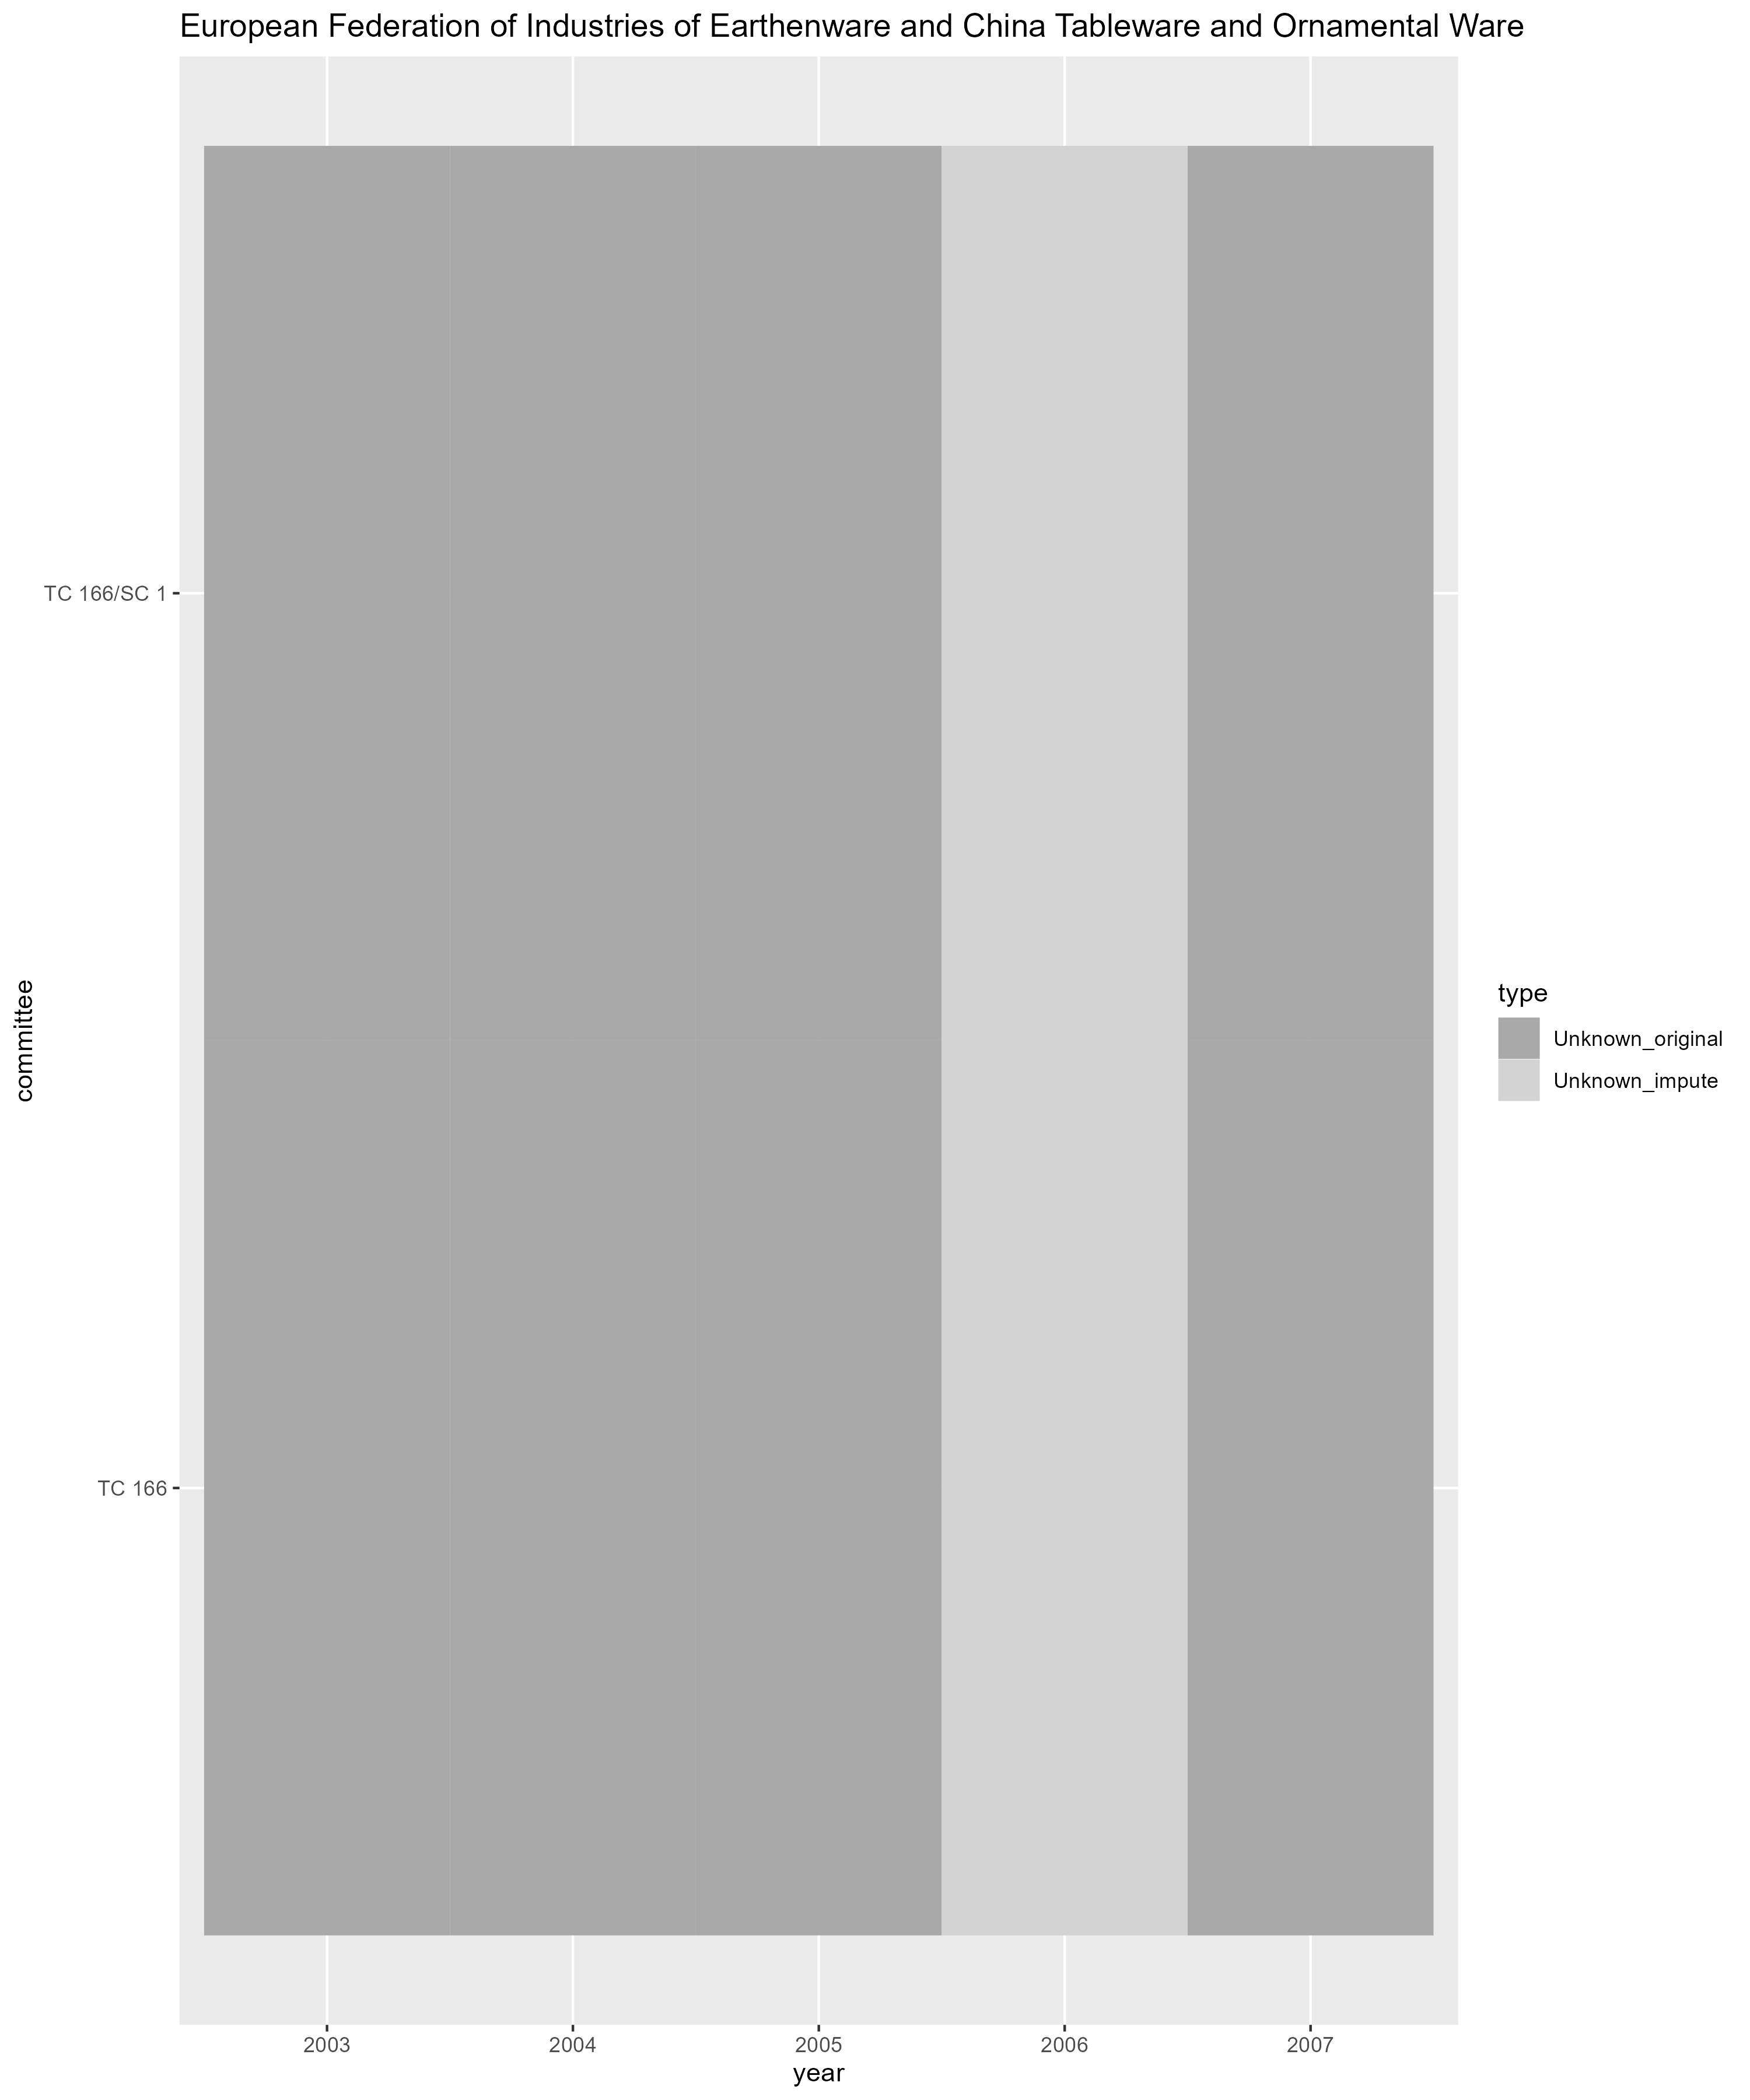 European Federation of Industries of Earthenware and China Tableware and Ornamental Ware
committee
TC 166/SC 1
TC 166
2003 2004 2005 2006 2007
year
type
Unknown_original
Unknown_impute